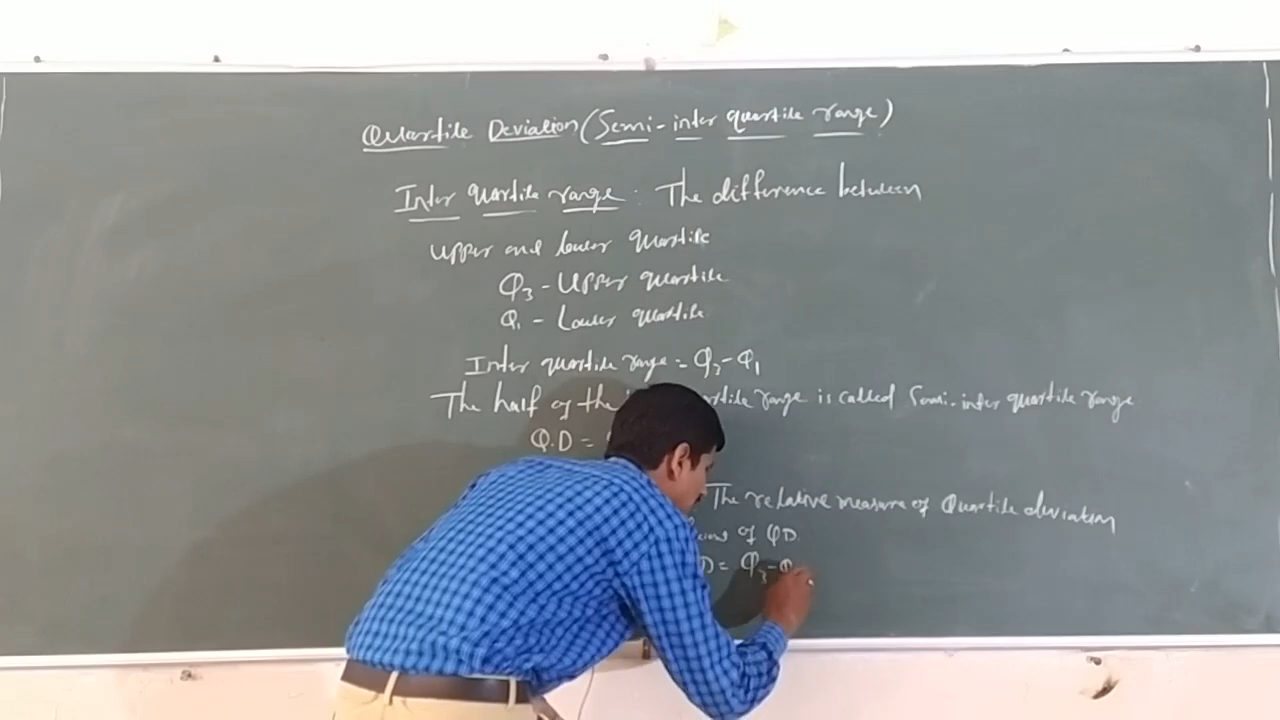 Quartile Deviation (Semi-inter quartile range)
Inter quartile range : The difference between
Upper and lower quartile
Q3 - Upper quartile
Q1 - Lower quartile
Inter quartile range = Q3 - Q1
The half of the range is called Semi-inter quartile range
Q.D =
The relative measure of Quartile deviation
of QD
D = Q3 -